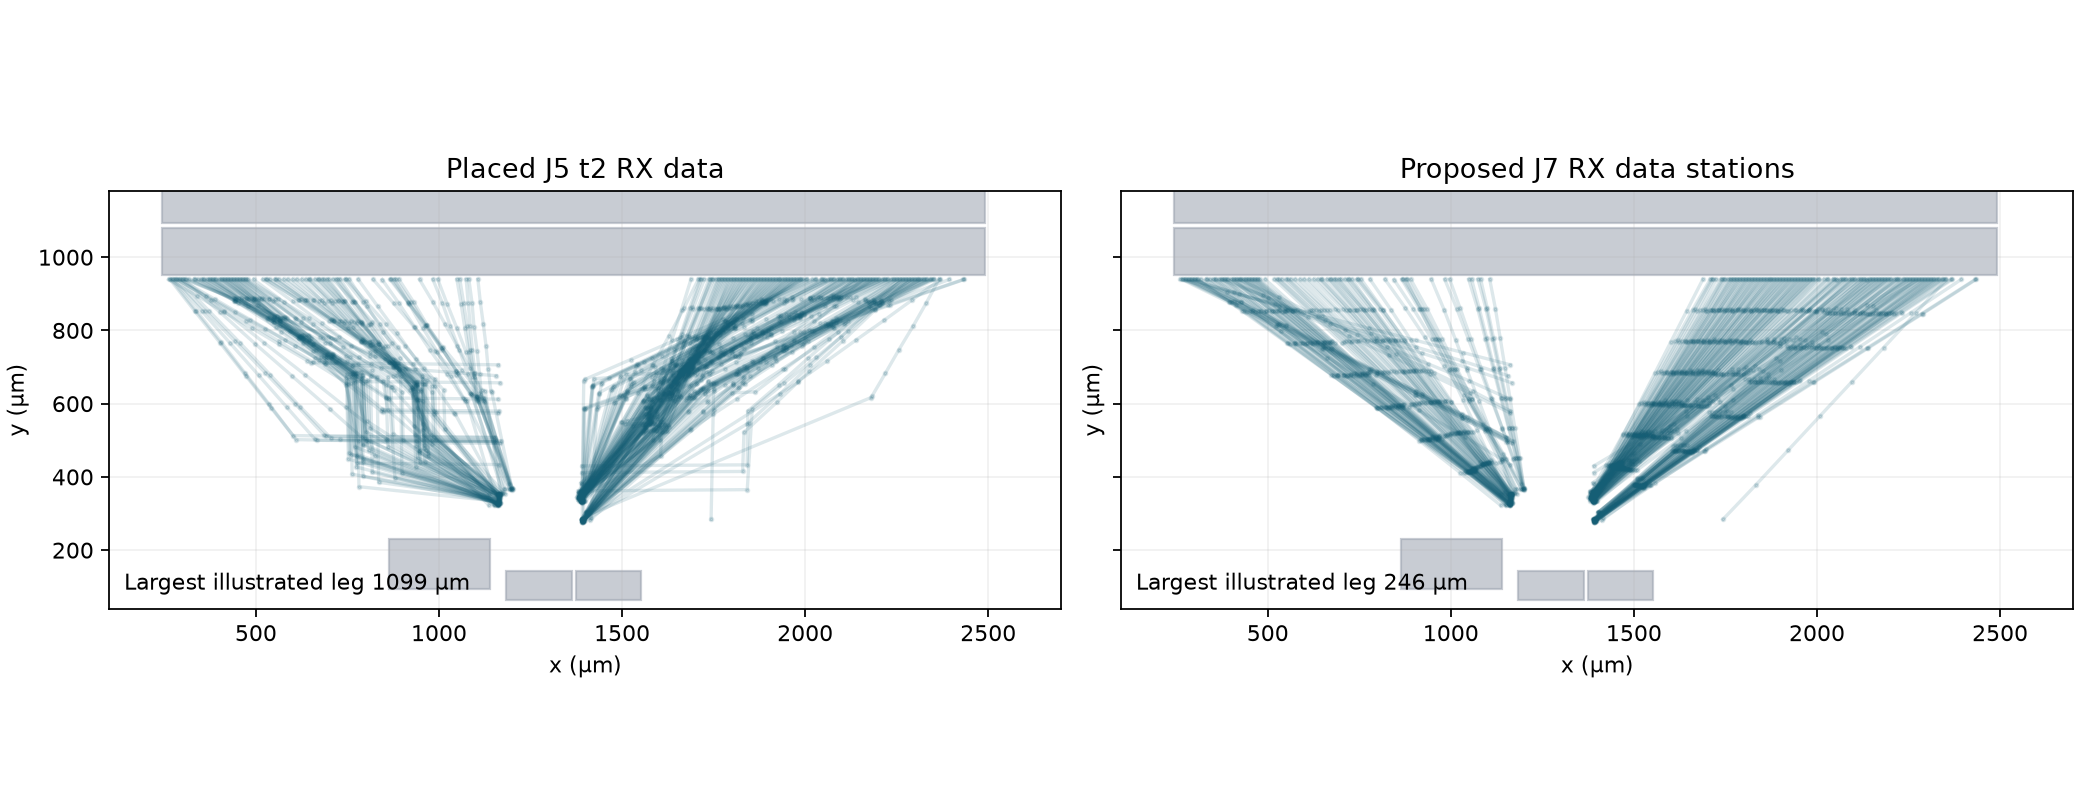 Placed J5 t2 RX data
1000
800
600
400
200
y (µm)
Largest illustrated leg 1099 µm
500 1000 1500 2000 2500
x (µm)
Proposed J7 RX data stations
y (µm)
Largest illustrated leg 246 µm
500 1000 1500 2000 2500
x (µm)